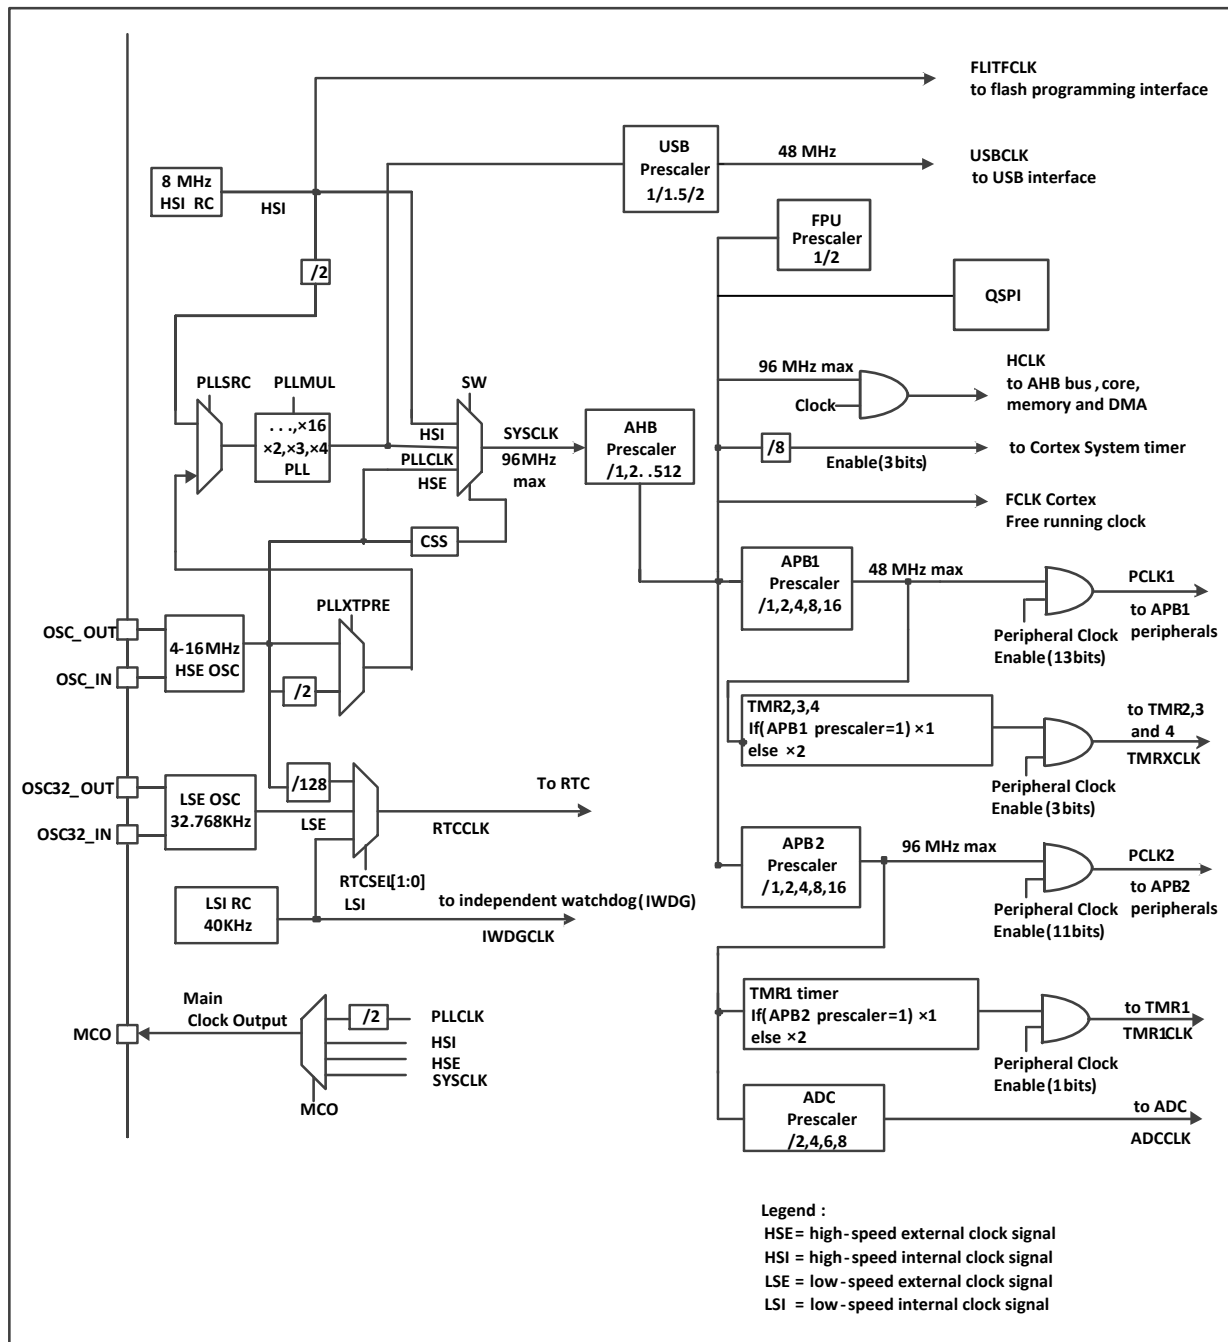 FLITFCLK
to flash programming interface
USB
Prescaler
1/1.5/2
48 MHz
USBCLK
to USB interface
8 MHz
HSI RC
HSI
FPU
Prescaler
1/2
/2
QSPI
HCLK
to AHB bus , core,
memory and DMA
96 MHz max
Clock
PLLSRC
PLLMUL
SW
. . .,×16
×2,×3,×4
PLL
HSI
PLLCLK
HSE
SYSCLK
96MHz
max
AHB
Prescaler
/1,2. .512
/8
Enable(3bits)
to Cortex System timer
FCLK Cortex
Free running clock
CSS
APB1
Prescaler
/1,2,4,8,16
48 MHz max
PCLK1
to APB1
peripherals
Peripheral Clock
Enable(13bits)
PLLXTPRE
OSC_OUT
OSC_IN
4-16MHz
HSE OSC
/2
TMR2,3,4
If(APB1 prescaler=1) ×1
else ×2
to TMR2,3
and 4
TMRXCLK
Peripheral Clock
Enable(3bits)
OSC32_OUT
OSC32_IN
LSE OSC
32.768KHz
/128
LSE
To RTC
RTCCLK
RTCSEL[1:0]
LSI
LSI RC
40KHz
to independent watchdog(IWDG)
IWDGCLK
APB2
Prescaler
/1,2,4,8,16
96 MHz max
PCLK2
to APB2
peripherals
Peripheral Clock
Enable(11bits)
Main
Clock Output
MCO
/2
PLLCLK
HSI
HSE
SYSCLK
MCO
TMR1 timer
If(APB2 prescaler=1) ×1
else ×2
to TMR1
TMR1CLK
Peripheral Clock
Enable(1bits)
ADC
Prescaler
/2,4,6,8
to ADC
ADCCLK
Legend :
HSE= high-speed external clock signal
HSI= high-speed internal clock signal
LSE = low-speed external clock signal
LSI = low-speed internal clock signal